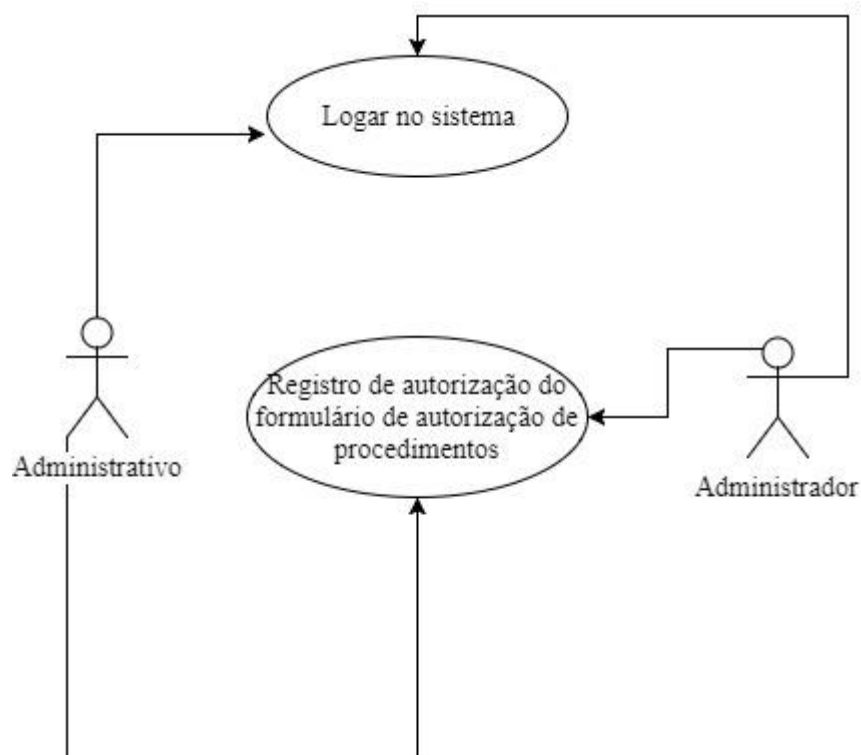 Logar no sistema
Registro de autorização do
formulário de autorização de
procedimentos
Administrativo
Administrador